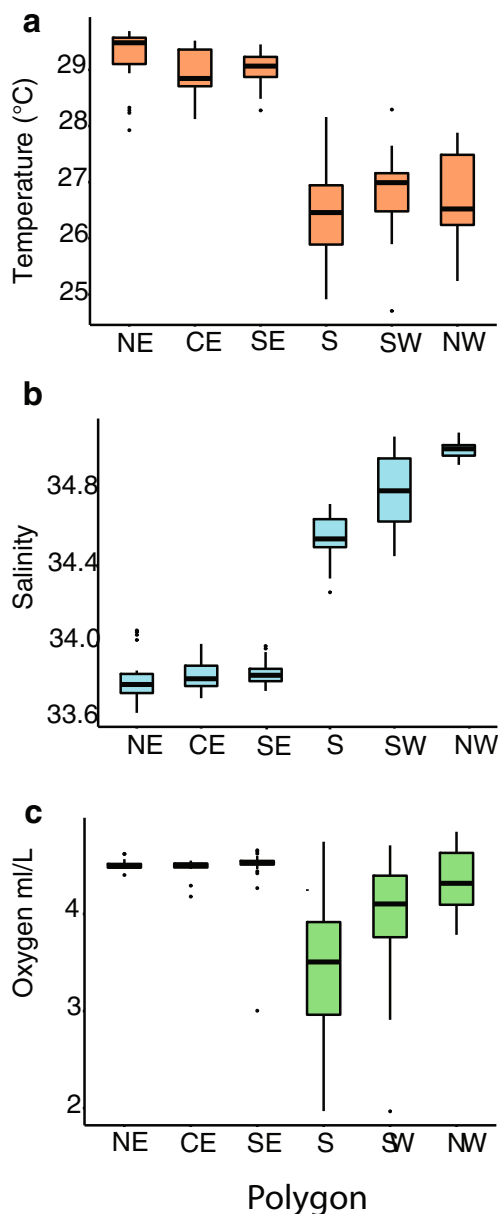 a
Temperature (°C)
29
28
27
26
25
NE CE SE S SW NW
b
Salinity
34.8
34.4
34.0
33.6
NE CE SE S SW NW
c
Oxygen ml/L
4
3
2
NE CE SE S SW NW
Polygon